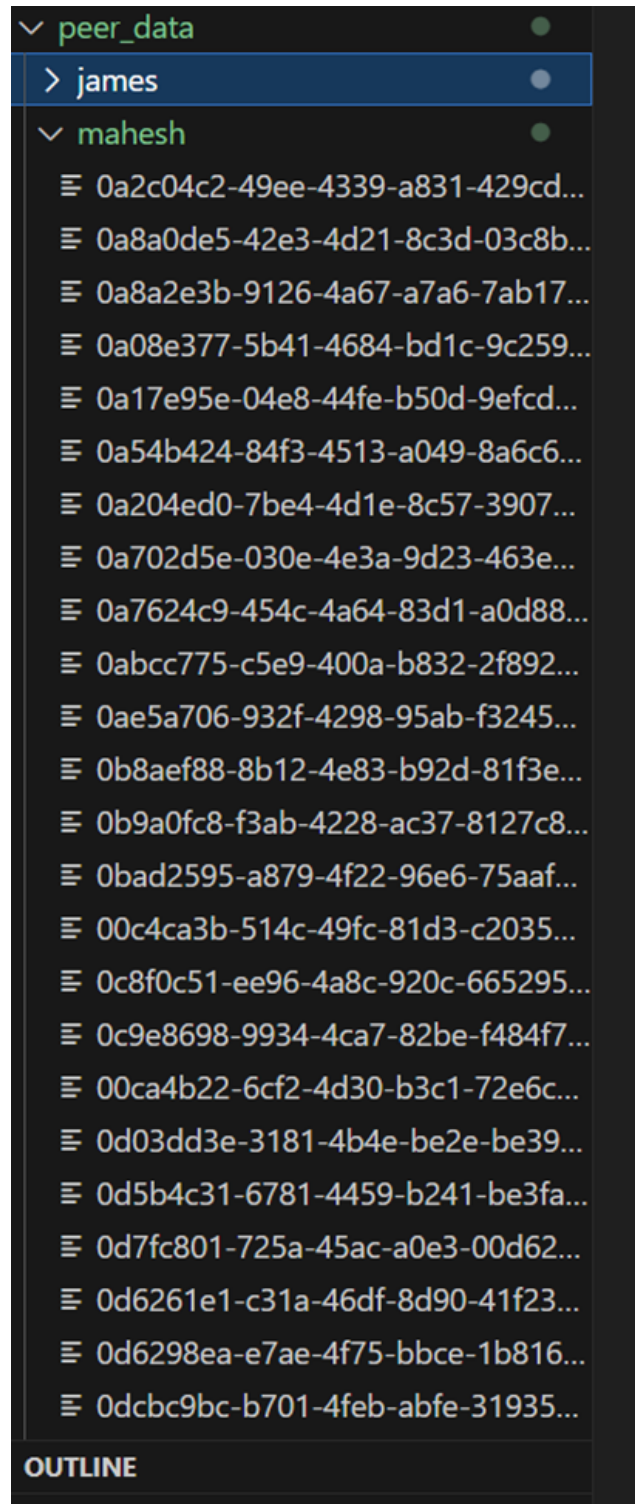 peer_data
james
mahesh
0a2c04c2-49ee-4339-a831-429cd...
0a8a0de5-42e3-4d21-8c3d-03c8b...
0a8a2e3b-9126-4a67-a7a6-7ab17...
0a08e377-5b41-4684-bd1c-9c259...
0a17e95e-04e8-44fe-b50d-9efcd...
0a54b424-84f3-4513-a049-8a6c6...
0a204ed0-7be4-4d1e-8c57-3907...
0a702d5e-030e-4e3a-9d23-463e...
0a7624c9-454c-4a64-83d1-a0d88...
0abcc775-c5e9-400a-b832-2f892...
0ae5a706-932f-4298-95ab-f3245...
0b8aef88-8b12-4e83-b92d-81f3e...
0b9a0fc8-f3ab-4228-ac37-8127c8...
0bad2595-a879-4f22-96e6-75aaf...
00c4ca3b-514c-49fc-81d3-c2035...
0c8f0c51-ee96-4a8c-920c-665295...
0c9e8698-9934-4ca7-82be-f484f7...
00ca4b22-6cf2-4d30-b3c1-72e6c...
0d03dd3e-3181-4b4e-be2e-be39...
0d5b4c31-6781-4459-b241-be3fa...
0d7fc801-725a-45ac-a0e3-00d62...
0d6261e1-c31a-46df-8d90-41f23...
0d6298ea-e7ae-4f75-bbce-1b816...
0dcbc9bc-b701-4feb-abfe-31935...
OUTLINE